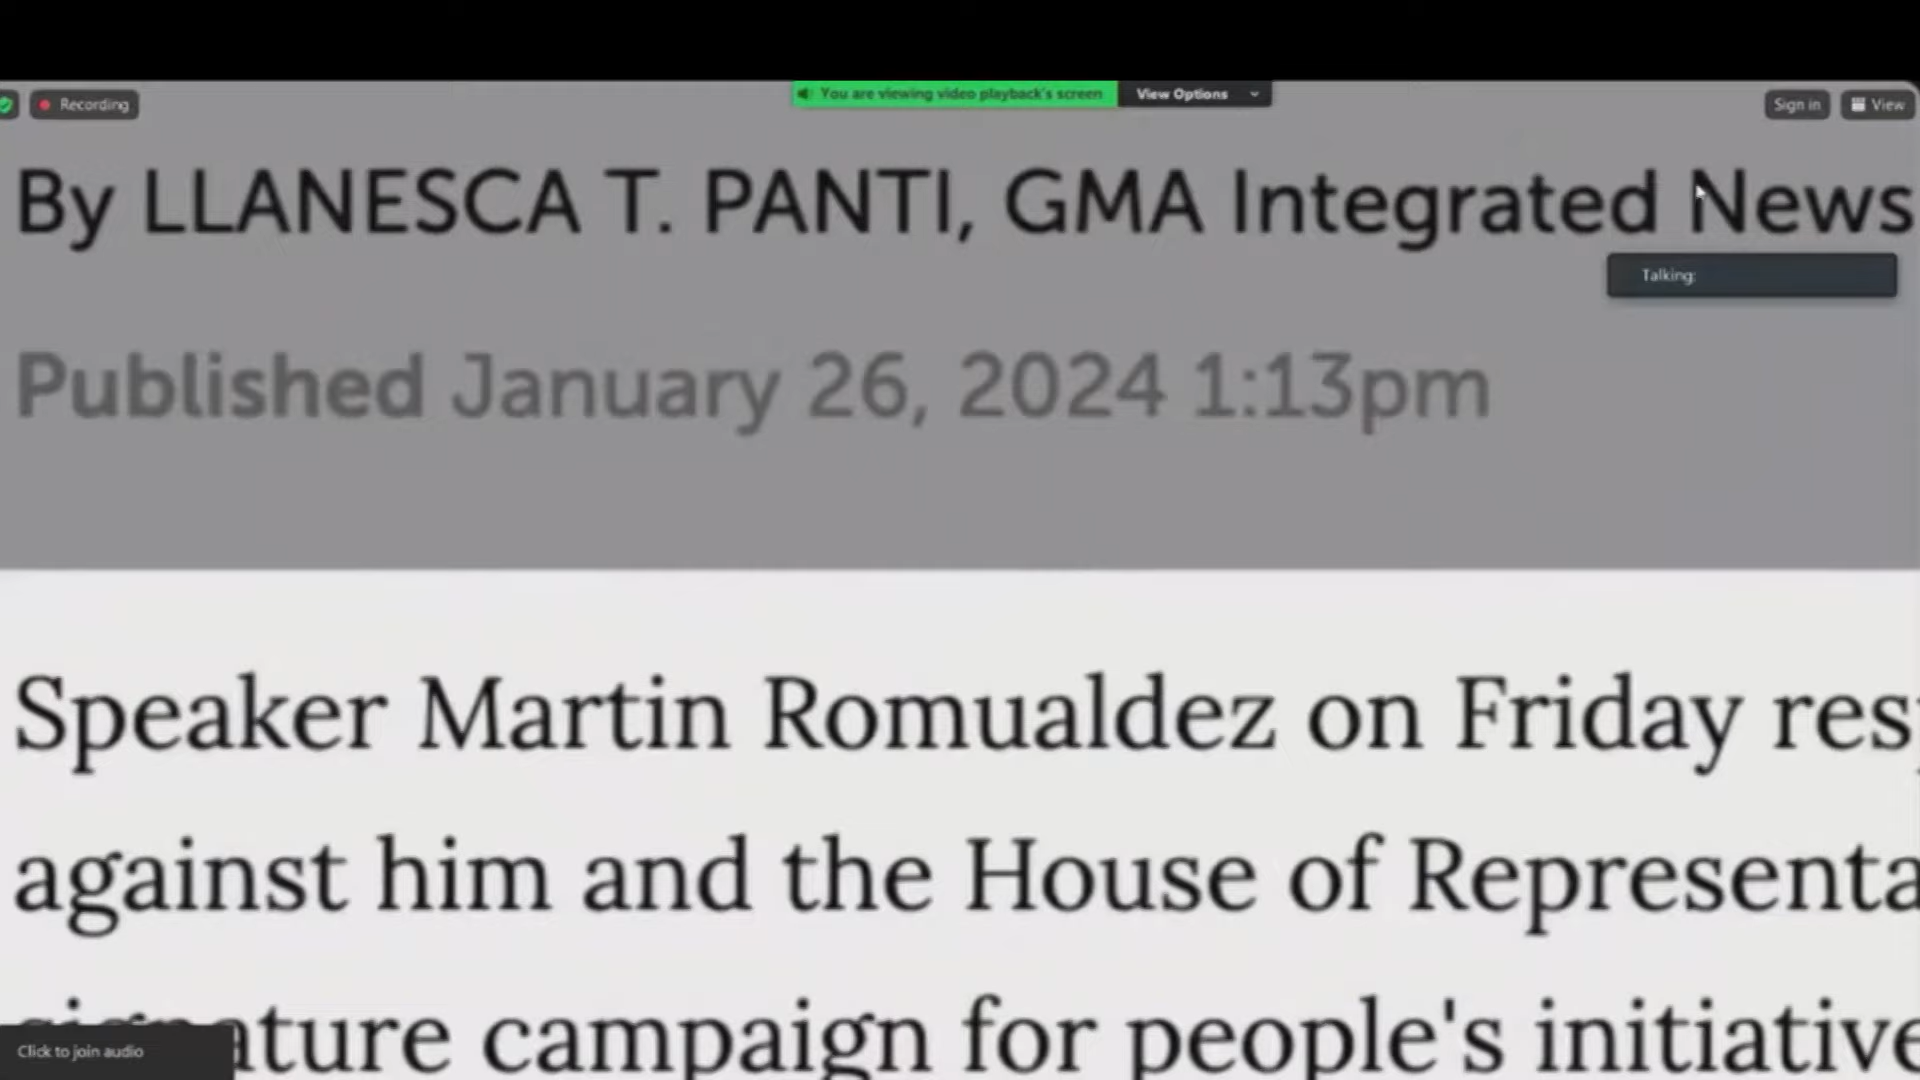 You are viewing video playback's screen
View Options
Recording
Sign in
View
By LLANESCA T. PANTI, GMA Integrated News
Talking:
Published January 26, 2024 1:13pm
Speaker Martin Romualdez on Friday res
against him and the House of Representa
signature campaign for people's initiative
Click to join audio